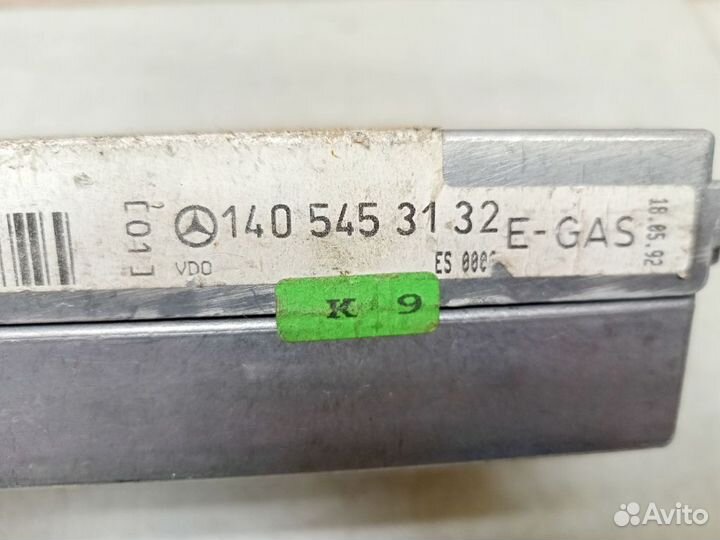 [01]
140 545 31 32 E-GAS
VDO
ES 000
18.05.92
K 9
Avito